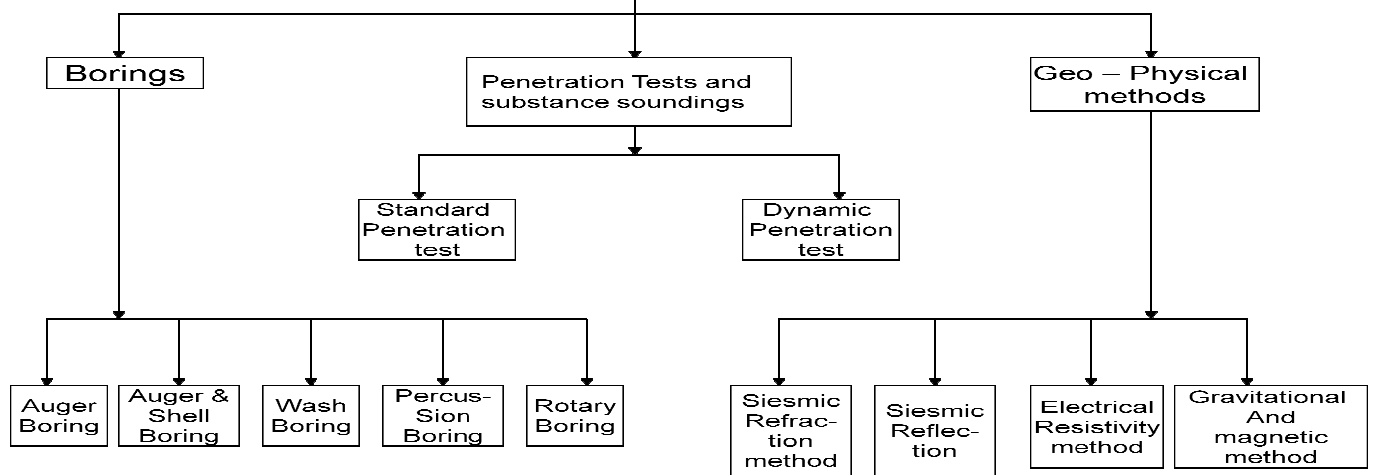 Borings
Penetration Tests and
substance soundings
Geo – Physical
methods
Standard
Penetration
test
Dynamic
Penetration
test
Auger
Boring
Auger &
Shell
Boring
Wash
Boring
Percus-
Sion
Boring
Rotary
Boring
Siesmic
Refrac-
tion
method
Siesmic
Reflec-
tion
Electrical
Resistivity
method
Gravitational
And
magnetic
method